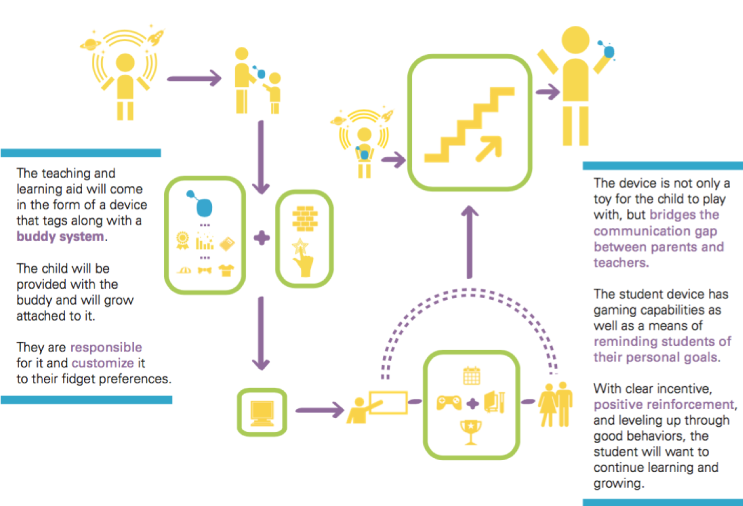 The teaching and
learning aid will come
in the form of a device
that tags along with a
buddy system.
The child will be
provided with the
buddy and will grow
attached to it.
They are responsible
for it and customize it
to their fidget preferences.
The device is not only a
toy for the child to play
with, but bridges the
communication gap
between parents and
teachers.
The student device has
gaming capabilities as
well as a means of
reminding students of
their personal goals.
With clear incentive,
positive reinforcement,
and leveling up through
good behaviors, the
student will want to
continue learning and
growing.